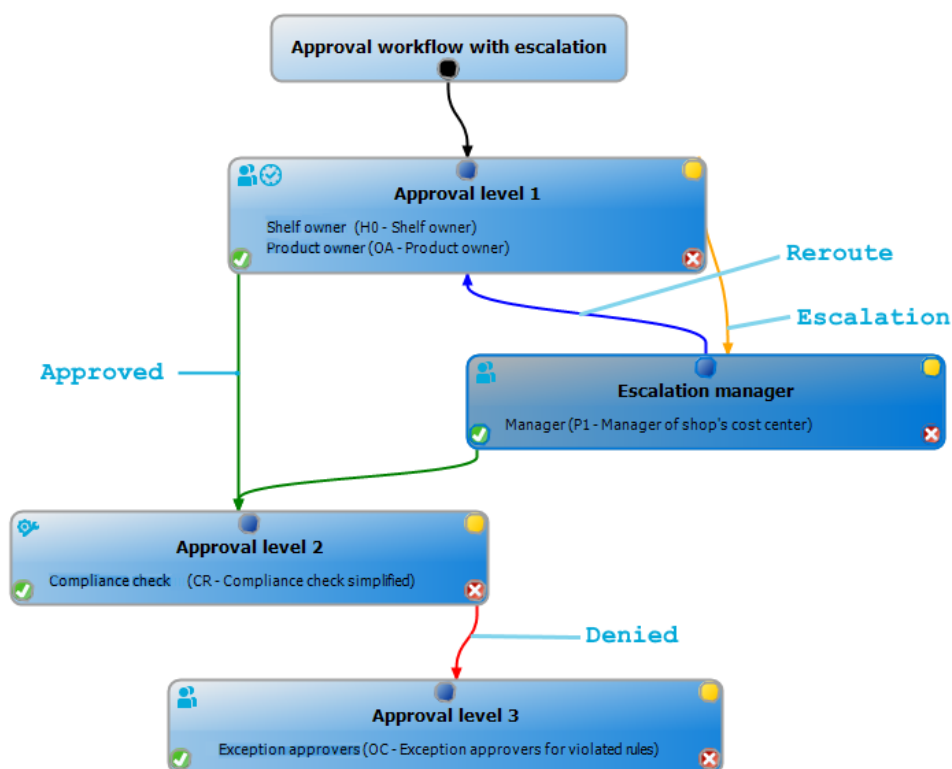 Approval workflow with escalation
Approval level 1
Shelf owner (H0 - Shelf owner)
Product owner (OA - Product owner)
Reroute
Escalation
Approved
Escalation manager
Manager (P1 - Manager of shop's cost center)
Approval level 2
Compliance check (CR - Compliance check simplified)
Denied
Approval level 3
Exception approvers (OC - Exception approvers for violated rules)